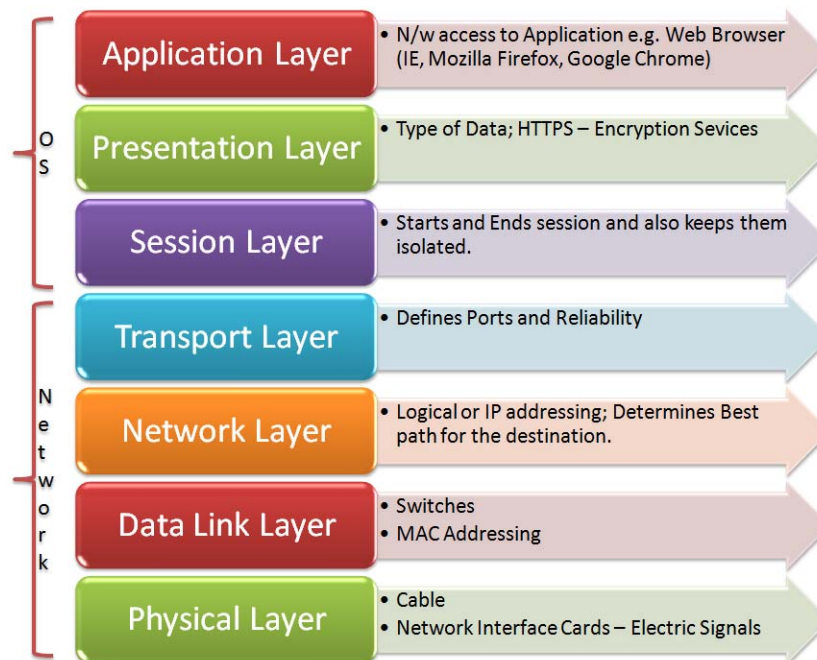 Application Layer
• N/w access to Application e.g. Web Browser
(IE, Mozilla Firefox, Google Chrome)
Presentation Layer
• Type of Data; HTTPS – Encryption Sevices
Session Layer
• Starts and Ends session and also keeps them
isolated.
OS
Transport Layer
• Defines Ports and Reliability
Network Layer
• Logical or IP addressing; Determines Best
path for the destination.
Data Link Layer
• Switches
• MAC Addressing
Physical Layer
• Cable
• Network Interface Cards – Electric Signals
Network